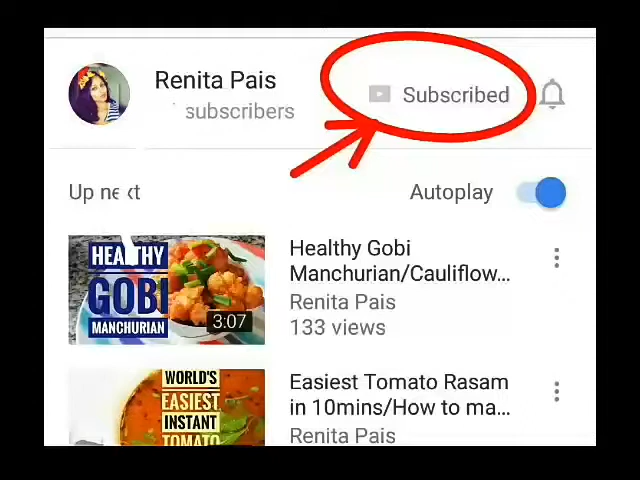 Renita Pais
Subscribed
subscribers
Up next
Autoplay
HEALTHY
GOBI
MANCHURIAN
3:07
Healthy Gobi
Manchurian/Cauliflow...
Renita Pais
133 views
WORLD'S
EASIEST
INSTANT
TOMATO
Easiest Tomato Rasam
in 10mins/How to ma...
Renita Pais